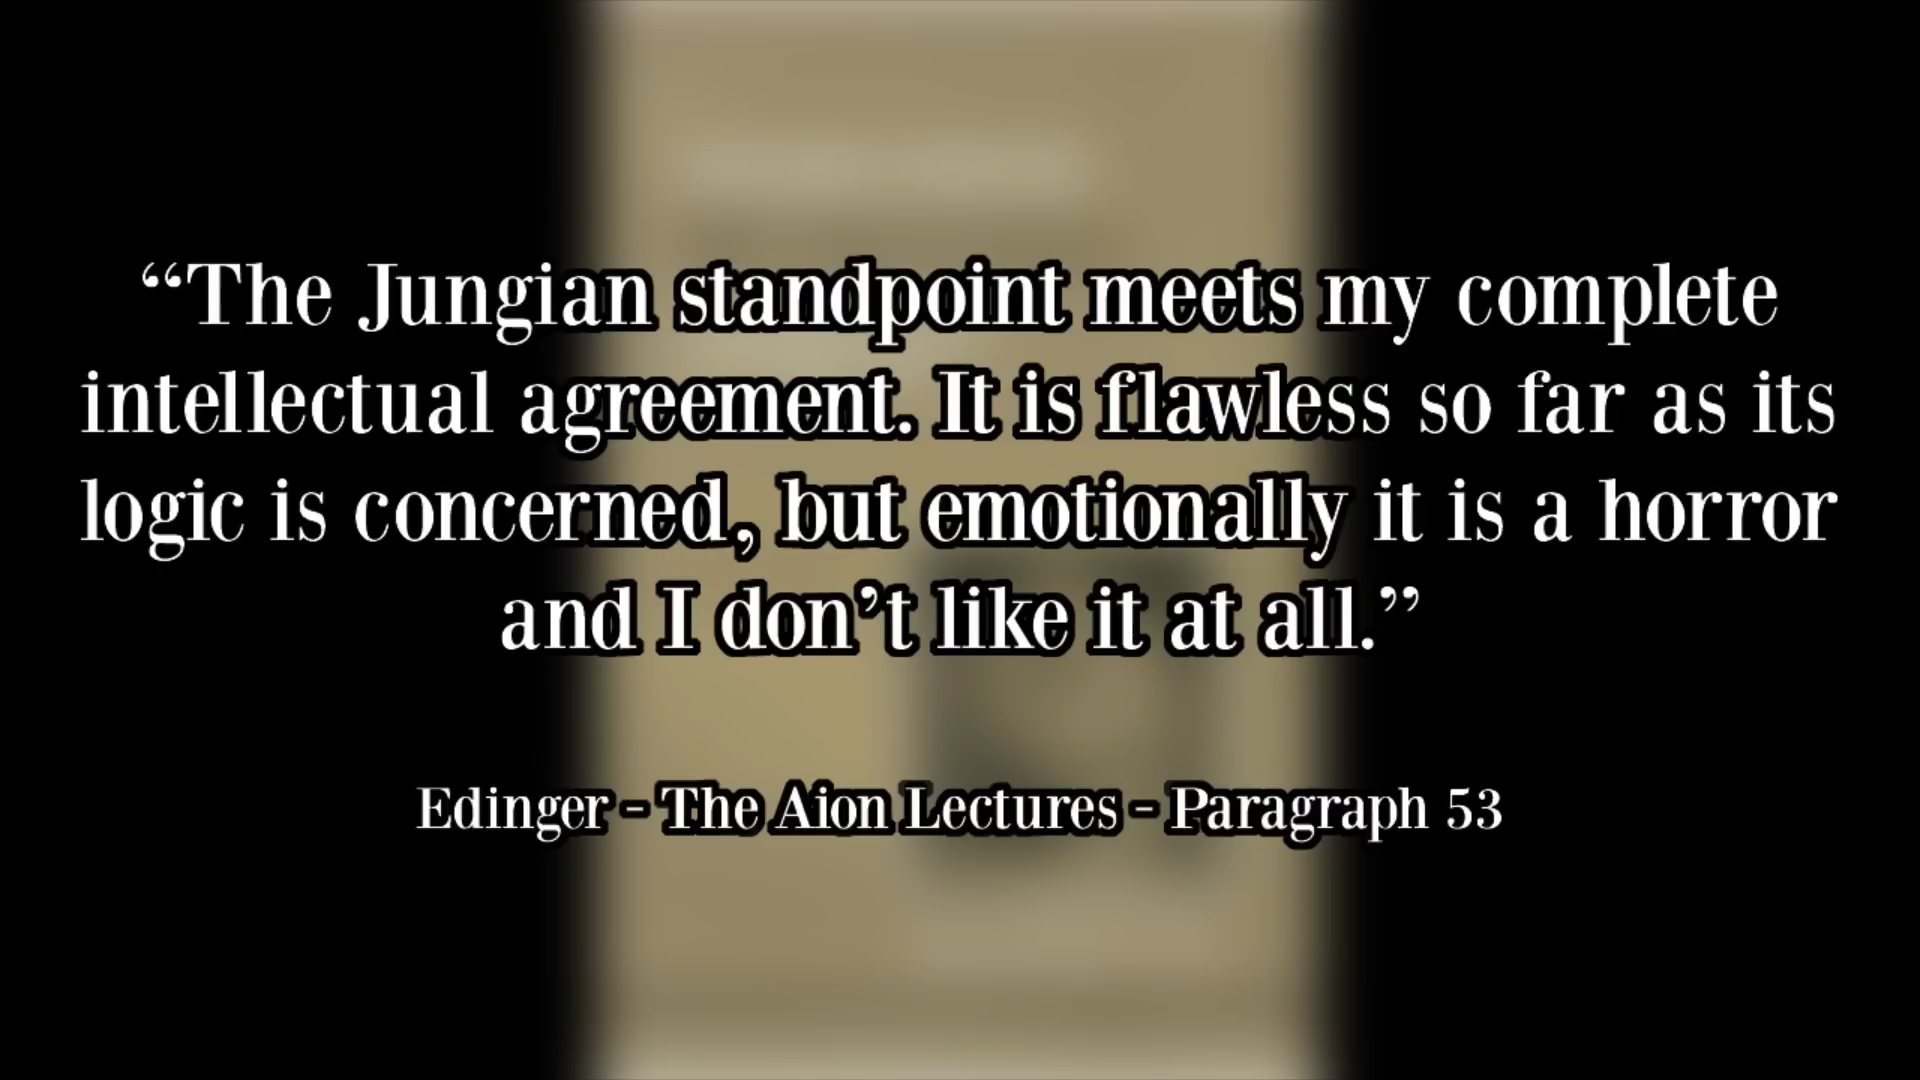 “The Jungian standpoint meets my complete
intellectual agreement. It is flawless so far as its
logic is concerned, but emotionally it is a horror
and I don’t like it at all.”
Edinger - The Aion Lectures - Paragraph 53